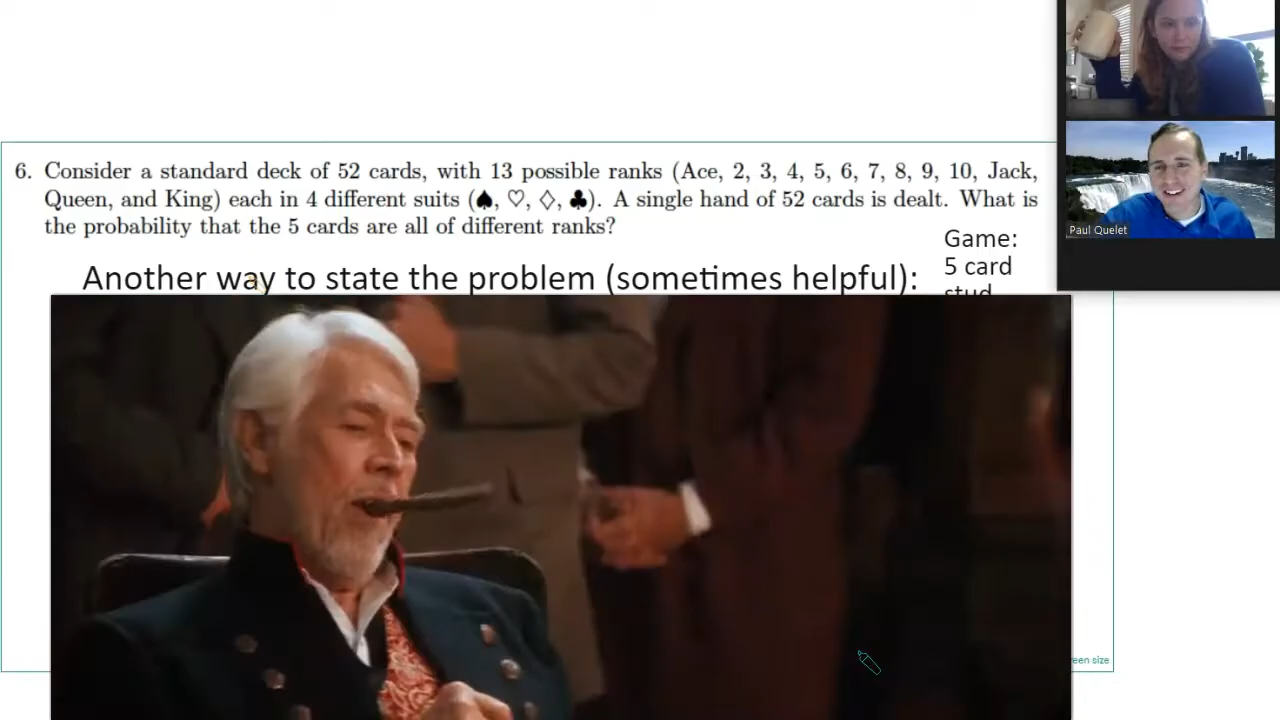 6. Consider a standard deck of 52 cards, with 13 possible ranks (Ace, 2, 3, 4, 5, 6, 7, 8, 9, 10, Jack,
Queen, and King) each in 4 different suits (♠, ♡, ♢, ♣). A single hand of 52 cards is dealt. What is
the probability that the 5 cards are all of different ranks?
Another way to state the problem (sometimes helpful):
Game:
5 card
stud
Paul Quelet
een size